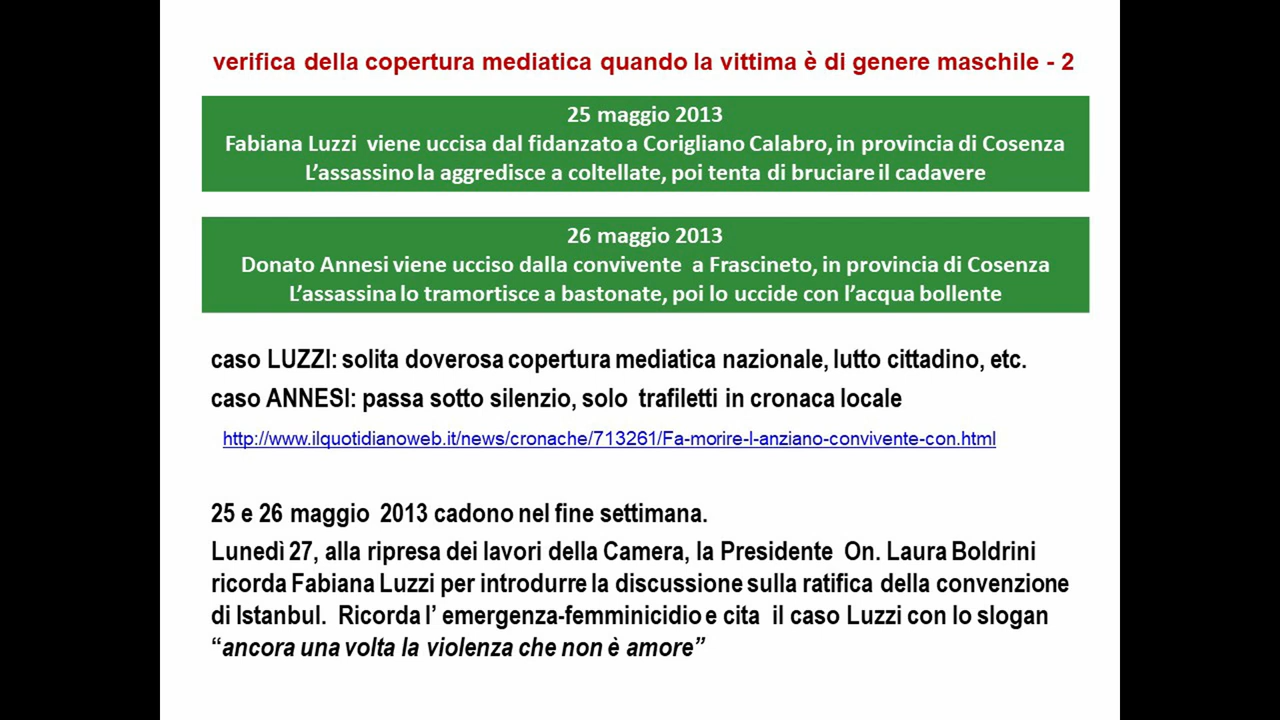 verifica della copertura mediatica quando la vittima è di genere maschile - 2
25 maggio 2013
Fabiana Luzzi viene uccisa dal fidanzato a Corigliano Calabro, in provincia di Cosenza
L'assassino la aggredisce a coltellate, poi tenta di bruciare il cadavere
26 maggio 2013
Donato Annesi viene ucciso dalla convivente a Frascineto, in provincia di Cosenza
L'assassina lo tramortisce a bastonate, poi lo uccide con l'acqua bollente
caso LUZZI: solita doverosa copertura mediatica nazionale, lutto cittadino, etc.
caso ANNESI: passa sotto silenzio, solo trafiletti in cronaca locale
http://www.ilquotidianoweb.it/news/cronache/713261/Fa-morire-l-anziano-convivente-con.html
25 e 26 maggio 2013 cadono nel fine settimana.
Lunedì 27, alla ripresa dei lavori della Camera, la Presidente On. Laura Boldrini
ricorda Fabiana Luzzi per introdurre la discussione sulla ratifica della convenzione
di Istanbul. Ricorda l' emergenza-femminicidio e cita il caso Luzzi con lo slogan
“ancora una volta la violenza che non è amore”